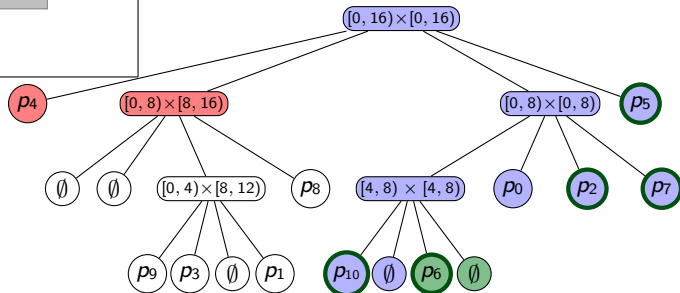 [0, 16)×[0, 16)
p4 [0, 8)×[8, 16) [0, 8)×[0, 8) p5
∅ ∅ [0, 4)×[8, 12) p8 [4, 8) × [4, 8) p0 p2 p7
p9 p3 ∅ p1 p10 ∅ p6 ∅